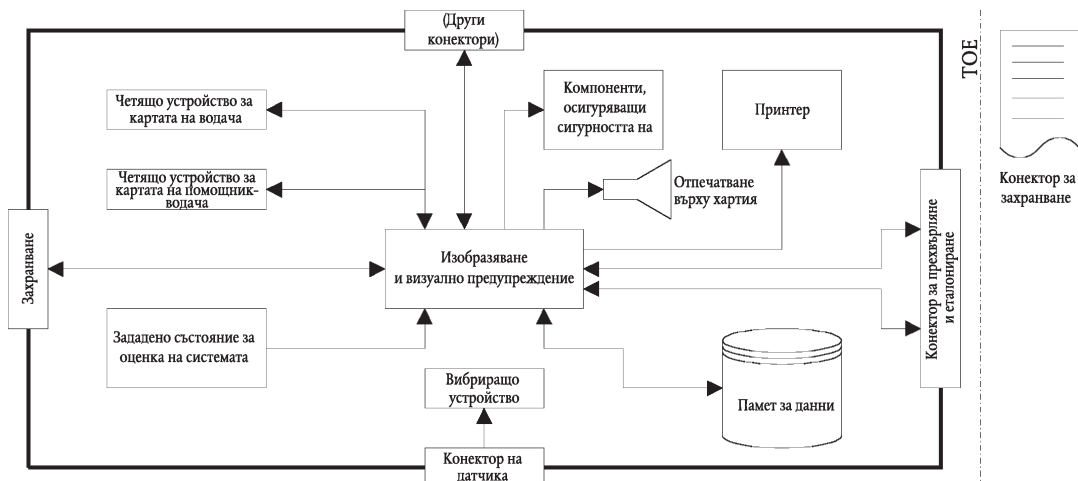 (Други
конектори)
TOE
Четящо устройство за
картата на водача
Компоненти,
осигуряващи
сигурността на
Принтер
Четящо устройство за
картата на помощник-
водача
Отпечатване
върху хартия
Конектор за
захранване
Захранване
Изобразяване
и визуално предупреждение
Конектор за прехвърляне
и еталониране
Зададено състояние за
оценка на системата
Вибриращо
устройство
Памет за данни
Конектор на
датчика